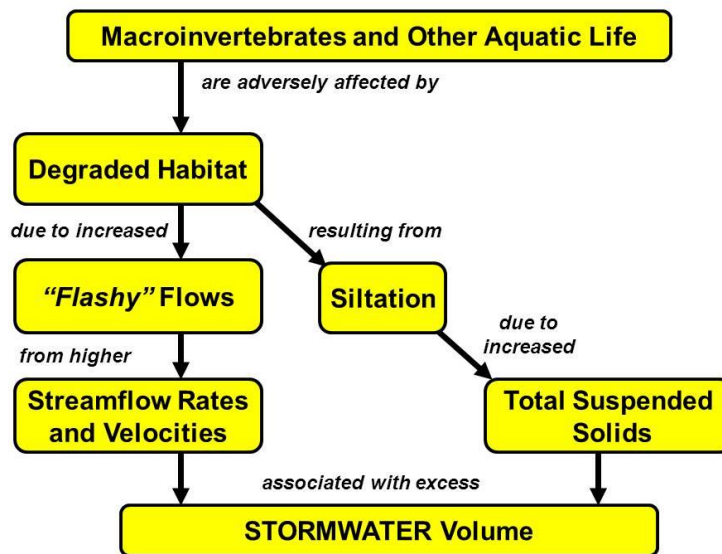 Macroinvertebrates and Other Aquatic Life
are adversely affected by
Degraded Habitat
due to increased
resulting from
“Flashy” Flows
Siltation
from higher
due to
increased
Streamflow Rates
and Velocities
Total Suspended
Solids
associated with excess
STORMWATER Volume